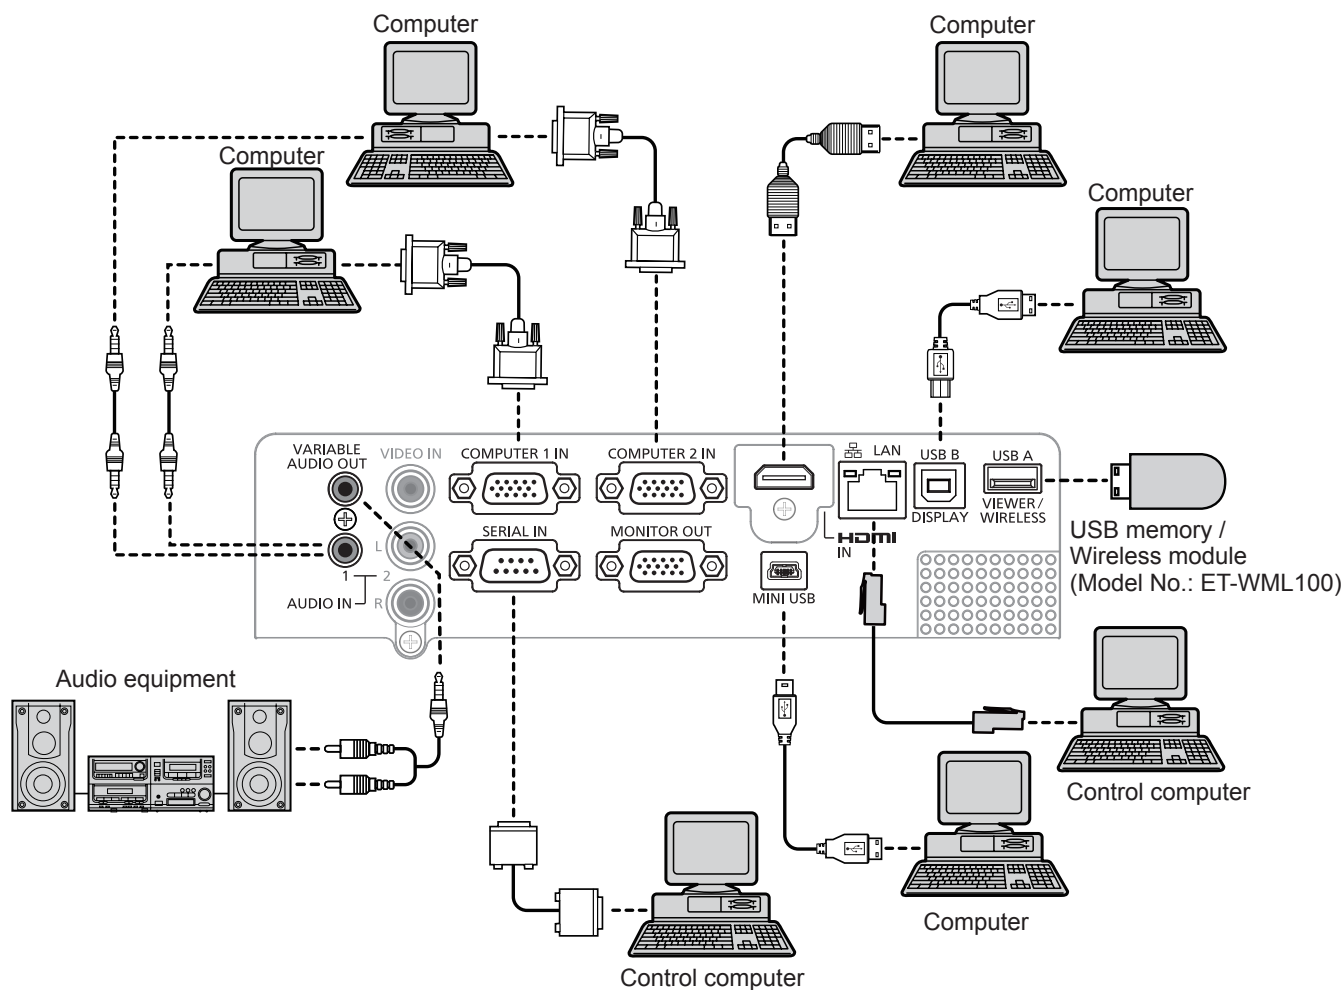 Computer
Computer
Computer
Computer
VARIABLE
AUDIO OUT
VIDEO IN
COMPUTER 1 IN
COMPUTER 2 IN
LAN
USB B
USB A
DISPLAY
VIEWER /
WIRELESS
HDMI
IN
SERIAL IN
MONITOR OUT
L
1
2
AUDIO IN
R
MINI USB
USB memory /
Wireless module
(Model No.: ET-WML100)
Audio equipment
Control computer
Computer
Control computer